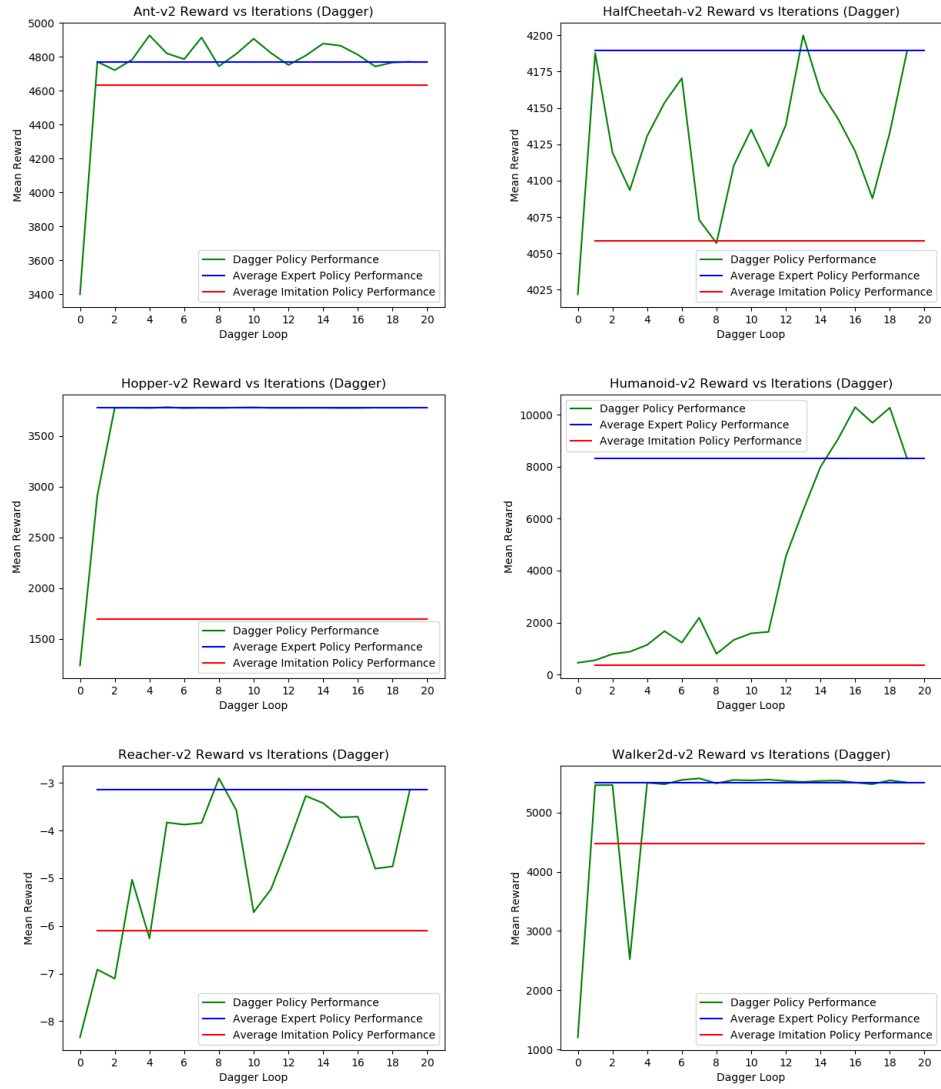 Ant-v2 Reward vs Iterations (Dagger)
5000
4800
4600
4400
4200
4000
3800
3600
3400
Mean Reward
Dagger Policy Performance
Average Expert Policy Performance
Average Imitation Policy Performance
0 2 4 6 8 10 12 14 16 18 20
Dagger Loop
HalfCheetah-v2 Reward vs Iterations (Dagger)
4200
4175
4150
4125
4100
4075
4050
4025
Mean Reward
Dagger Policy Performance
Average Expert Policy Performance
Average Imitation Policy Performance
0 2 4 6 8 10 12 14 16 18 20
Dagger Loop
Hopper-v2 Reward vs Iterations (Dagger)
3500
3000
2500
2000
1500
Mean Reward
Dagger Policy Performance
Average Expert Policy Performance
Average Imitation Policy Performance
0 2 4 6 8 10 12 14 16 18 20
Dagger Loop
Humanoid-v2 Reward vs Iterations (Dagger)
Dagger Policy Performance
Average Expert Policy Performance
Average Imitation Policy Performance
10000
8000
6000
4000
2000
0
Mean Reward
0 2 4 6 8 10 12 14 16 18 20
Dagger Loop
Reacher-v2 Reward vs Iterations (Dagger)
−3
−4
−5
−6
−7
−8
Mean Reward
Dagger Policy Performance
Average Expert Policy Performance
Average Imitation Policy Performance
0 2 4 6 8 10 12 14 16 18 20
Dagger Loop
Walker2d-v2 Reward vs Iterations (Dagger)
5000
4000
3000
2000
1000
Mean Reward
Dagger Policy Performance
Average Expert Policy Performance
Average Imitation Policy Performance
0 2 4 6 8 10 12 14 16 18 20
Dagger Loop